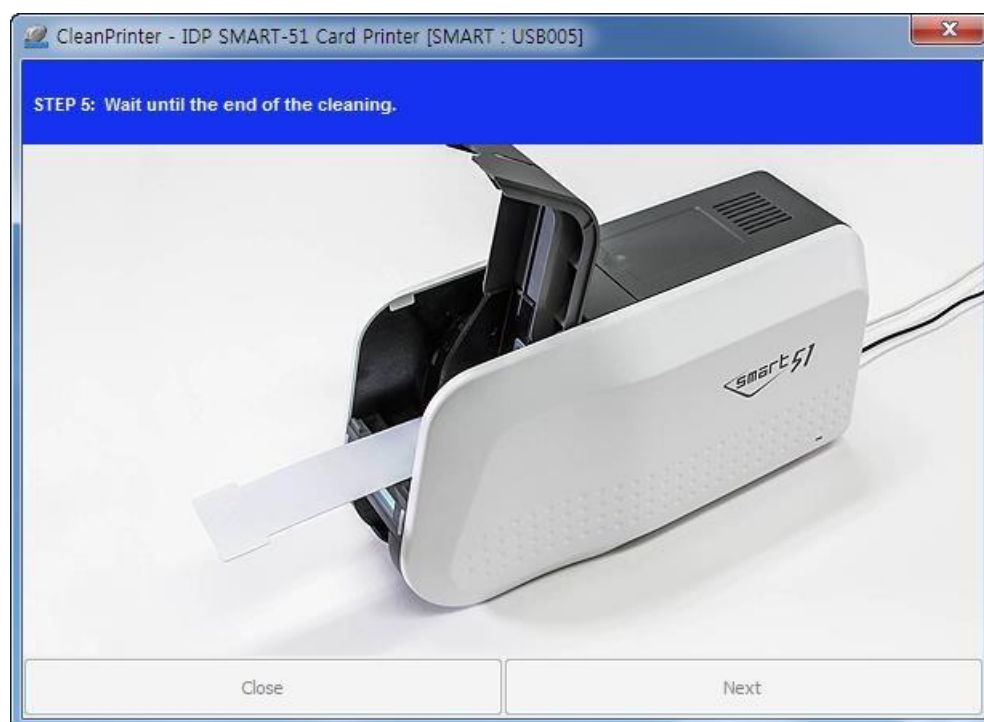 CleanPrinter - IDP SMART-51 Card Printer [SMART : USB005]
STEP 5: Wait until the end of the cleaning.
smart 51
Close
Next